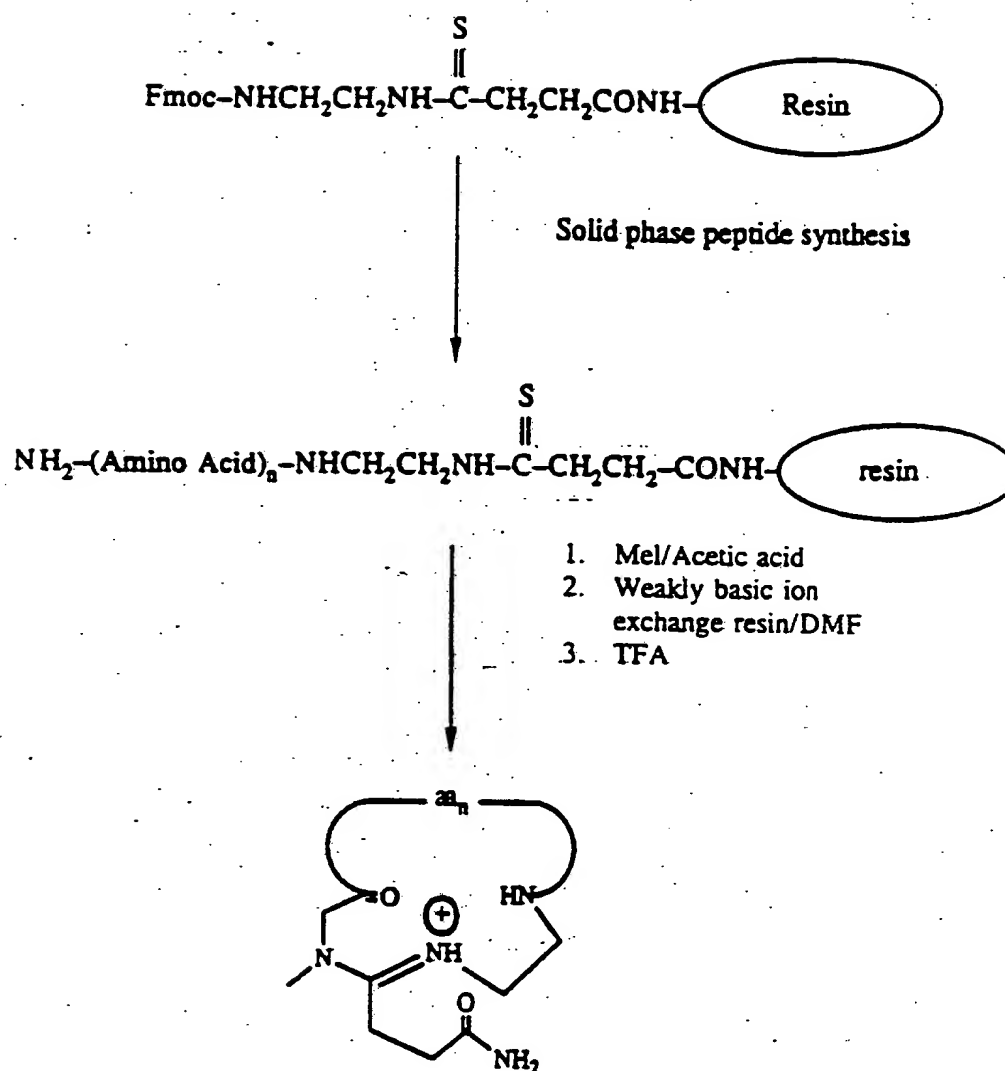 S
||
Fmoc–NHCH₂CH₂NH–C–CH₂CH₂CONH– Resin
Solid phase peptide synthesis
S
||
NH₂–(Amino Acid)ₙ–NHCH₂CH₂NH–C–CH₂CH₂–CONH– resin
1. Mel/Acetic acid
2. Weakly basic ion
exchange resin/DMF
3. TFA
aaₙ
O
HN
+
N
NH
O
NH₂